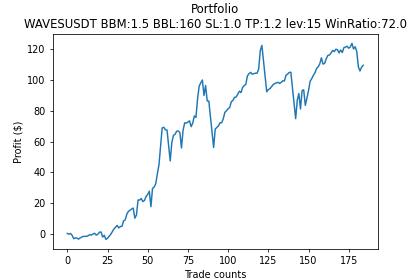 Portfolio
WAVESUSDT BBM:1.5 BBL:160 SL:1.0 TP:1.2 lev:15 WinRatio:72.0
120
100
80
60
40
20
0
Profit ($)
0 25 50 75 100 125 150 175
Trade counts